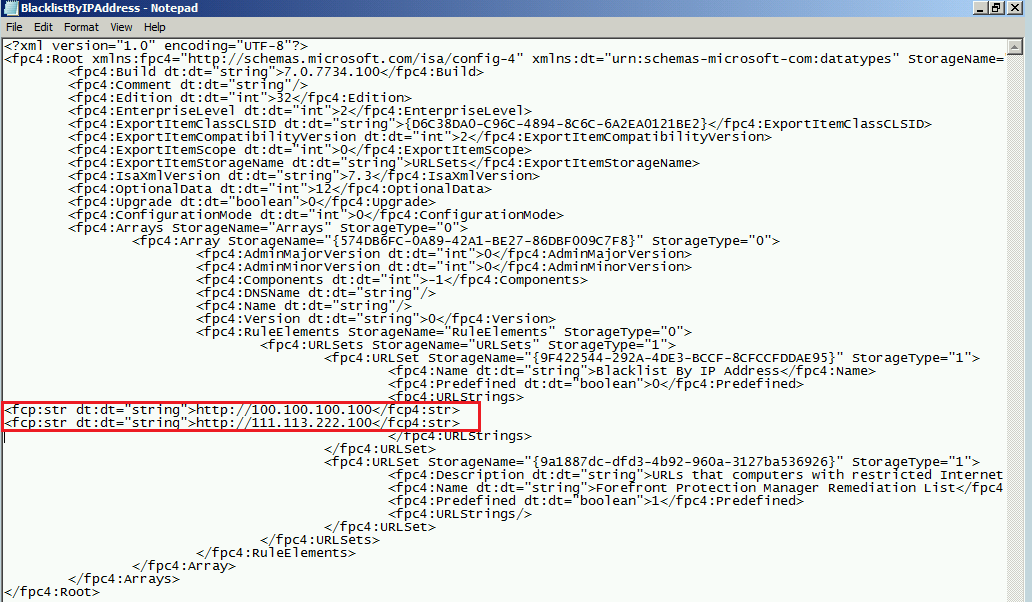 BlacklistByIPAddress - Notepad
File Edit Format View Help
<?xml version="1.0" encoding="UTF-8"?>
<fpc4:Root xmlns:fpc4="http://schemas.microsoft.com/isa/config-4" xmlns:dt="urn:schemas-microsoft-com:datatypes" StorageName=
<fpc4:Build dt:dt="string">7.0.7734.100</fpc4:Build>
<fpc4:Comment dt:dt="string"/>
<fpc4:Edition dt:dt="int">32</fpc4:Edition>
<fpc4:EnterpriseLevel dt:dt="int">2</fpc4:EnterpriseLevel>
<fpc4:ExportItemClassCLSID dt:dt="string">{D6C38DA0-C96C-4894-8C6C-6A2EA0121BE2}</fpc4:ExportItemClassCLSID>
<fpc4:ExportItemCompatibilityVersion dt:dt="int">2</fpc4:ExportItemCompatibilityVersion>
<fpc4:ExportItemScope dt:dt="int">0</fpc4:ExportItemScope>
<fpc4:ExportItemStorageName dt:dt="string">URLSets</fpc4:ExportItemStorageName>
<fpc4:IsaXmlVersion dt:dt="string">7.3</fpc4:IsaXmlVersion>
<fpc4:OptionalData dt:dt="int">12</fpc4:OptionalData>
<fpc4:Upgrade dt:dt="boolean">0</fpc4:Upgrade>
<fpc4:ConfigurationMode dt:dt="int">0</fpc4:ConfigurationMode>
<fpc4:Arrays StorageName="Arrays" StorageType="0">
<fpc4:Array StorageName="{574DB6FC-0A89-42A1-BE27-86DBF009C7F8}" StorageType="0">
<fpc4:AdminMajorVersion dt:dt="int">0</fpc4:AdminMajorVersion>
<fpc4:AdminMinorVersion dt:dt="int">0</fpc4:AdminMinorVersion>
<fpc4:Components dt:dt="int">-1</fpc4:Components>
<fpc4:DNSName dt:dt="string"/>
<fpc4:Name dt:dt="string"/>
<fpc4:Version dt:dt="string">0</fpc4:Version>
<fpc4:RuleElements StorageName="RuleElements" StorageType="0">
<fpc4:URLSets StorageName="URLSets" StorageType="1">
<fpc4:URLSet StorageName="{9F422544-292A-4DE3-BCCF-8CFCCFDDAE95}" StorageType="1">
<fpc4:Name dt:dt="string">Blacklist By IP Address</fpc4:Name>
<fpc4:Predefined dt:dt="boolean">0</fpc4:Predefined>
<fpc4:URLStrings>
<fcp:str dt:dt="string">http://100.100.100.100</fcp4:str>
<fcp:str dt:dt="string">http://111.113.222.100</fcp4:str>
</fpc4:URLStrings>
</fpc4:URLSet>
<fpc4:URLSet StorageName="{9a1887dc-dfd3-4b92-960a-3127ba536926}" StorageType="1">
<fpc4:Description dt:dt="string">URLs that computers with restricted Internet
<fpc4:Name dt:dt="string">Forefront Protection Manager Remediation List</fpc4
<fpc4:Predefined dt:dt="boolean">1</fpc4:Predefined>
<fpc4:URLStrings/>
</fpc4:URLSet>
</fpc4:URLSets>
</fpc4:RuleElements>
</fpc4:Array>
</fpc4:Arrays>
</fpc4:Root>